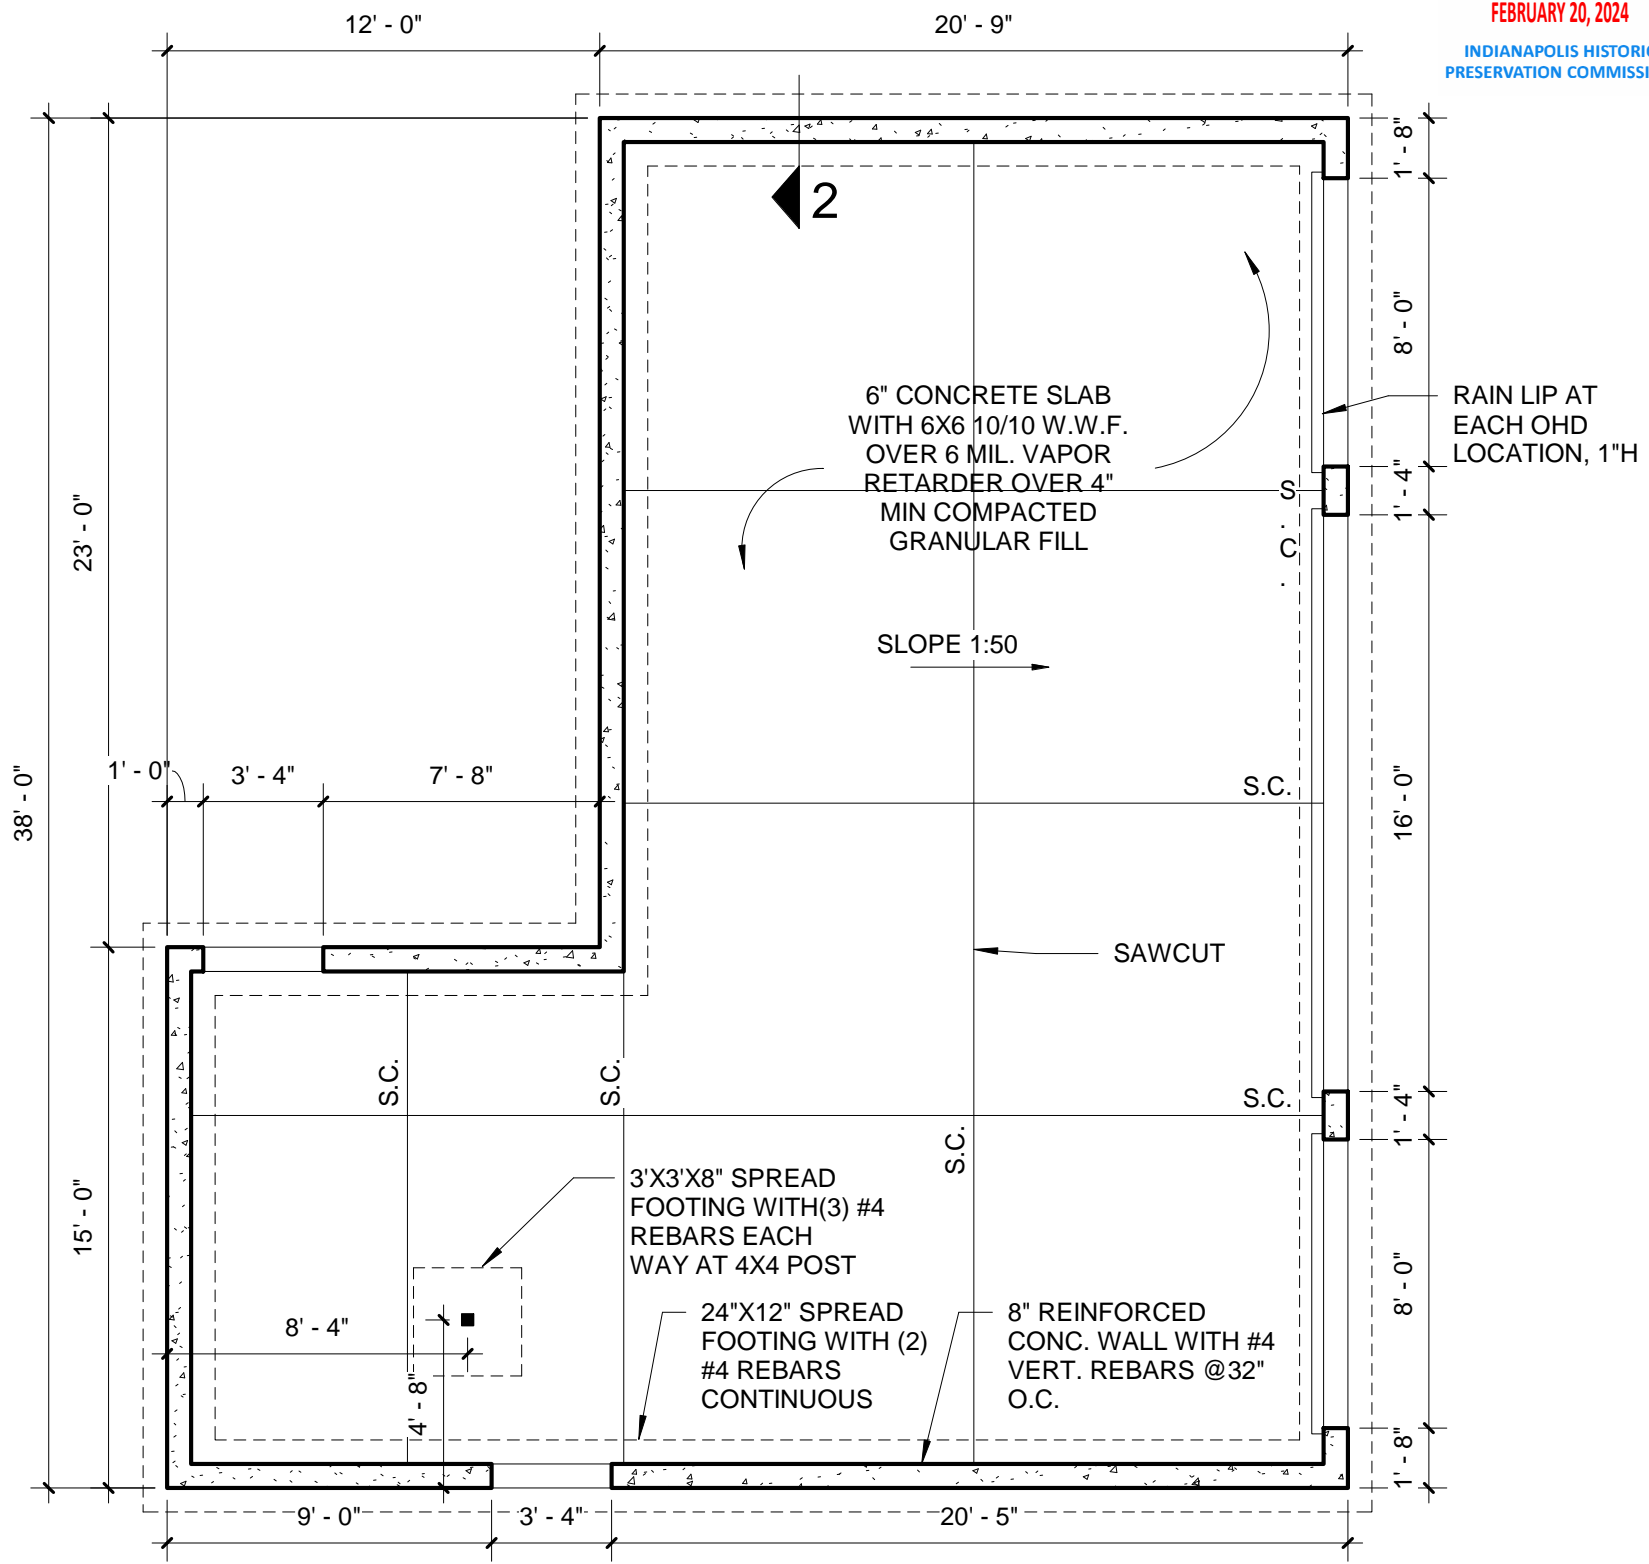 FEBRUARY 20, 2024
INDIANAPOLIS HISTORIC
PRESERVATION COMMISSI
12' - 0"
20' - 9"
1' - 8"
2
8' - 0"
6" CONCRETE SLAB
WITH 6X6 10/10 W.W.F.
OVER 6 MIL. VAPOR
RETARDER OVER 4"
MIN COMPACTED
GRANULAR FILL
RAIN LIP AT
EACH OHD
LOCATION, 1"H
S.C.
1' - 4"
23' - 0"
SLOPE 1:50
38' - 0"
1' - 0"
3' - 4"
7' - 8"
S.C.
16' - 0"
SAWCUT
S.C.
S.C.
S.C.
1' - 4"
S.C.
15' - 0"
3'X3'X8" SPREAD
FOOTING WITH(3) #4
REBARS EACH
WAY AT 4X4 POST
8' - 4"
4' - 8"
24"X12" SPREAD
FOOTING WITH (2)
#4 REBARS
CONTINUOUS
8" REINFORCED
CONC. WALL WITH #4
VERT. REBARS @32"
O.C.
8' - 0"
1' - 8"
9' - 0"
3' - 4"
20' - 5"